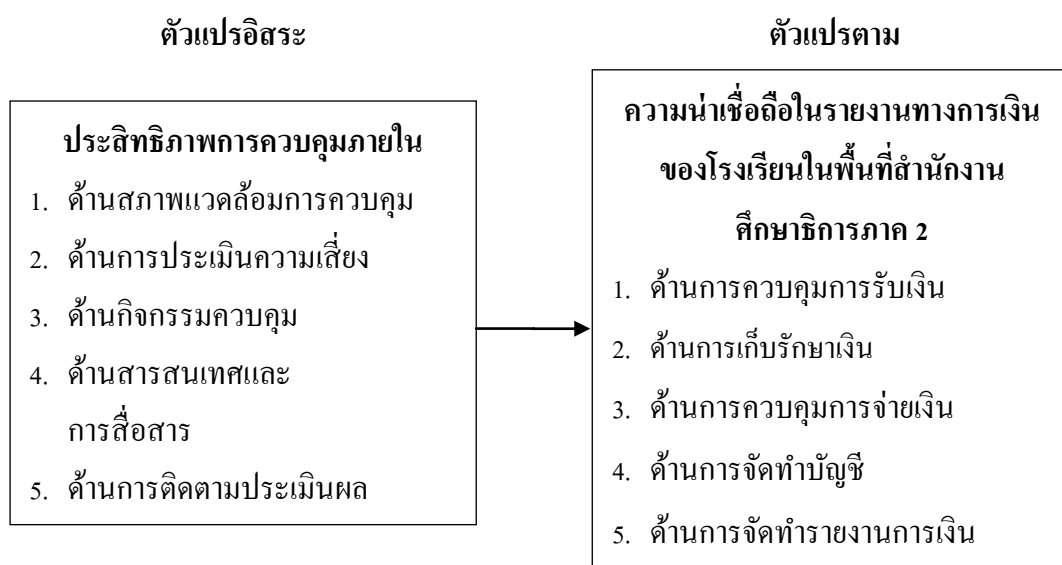 ตัวแปรอิสระ
ประสิทธิภาพการควบคุมภายใน
1. ด้านสภาพแวดล้อมการควบคุม
2. ด้านการประเมินความเสี่ยง
3. ด้านกิจกรรมควบคุม
4. ด้านสารสนเทศและ
การสื่อสาร
5. ด้านการติดตามประเมินผล
ตัวแปรตาม
ความน่าเชื่อถือในรายงานทางการเงิน
ของโรงเรียนในพื้นที่สำนักงาน
ศึกษาธิการภาค 2
1. ด้านการควบคุมการรับเงิน
2. ด้านการเก็บรักษาเงิน
3. ด้านการควบคุมการจ่ายเงิน
4. ด้านการจัดทำบัญชี
5. ด้านการจัดทำรายงานการเงิน